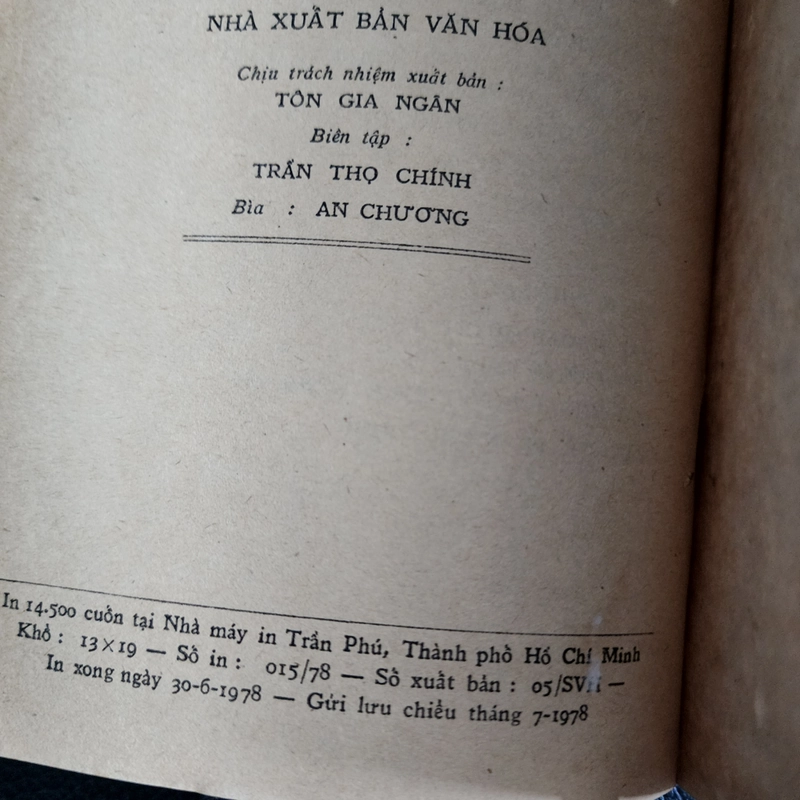 NHÀ XUẤT BẢN VĂN HÓA
Chịu trách nhiệm xuất bản :
TÔN GIA NGÂN
Biên tập :
TRẦN THỌ CHÍNH
Bìa : AN CHƯƠNG
In 14.500 cuốn tại Nhà máy in Trần Phú, Thành phố Hồ Chí Minh
Khổ : 13×19 — Số in : 015/78 — Số xuất bản :
In xong ngày 30-6-1978 — Gửi lưu chiểu tháng 7-1978